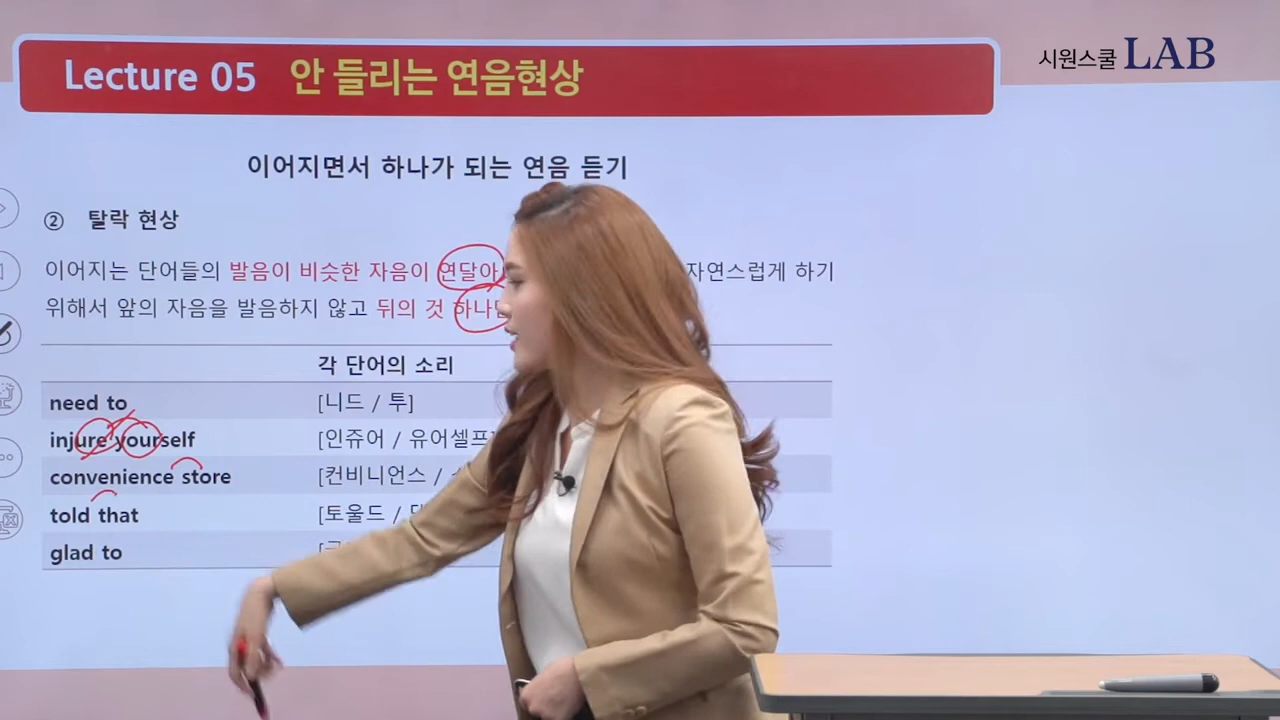 시원스쿨 LAB
Lecture 05 안 들리는 연음현상
이어지면서 하나가 되는 연음 듣기
② 탈락 현상
이어지는 단어들의 발음이 비슷한 자음이 연달아 자연스럽게 하기
위해서 앞의 자음을 발음하지 않고 뒤의 것
각 단어의 소리
need to [니드 / 투]
injure yourself [인쥬어 / 유어셀프]
convenience store [컨비니언스 /
told that [토울드 /
glad to